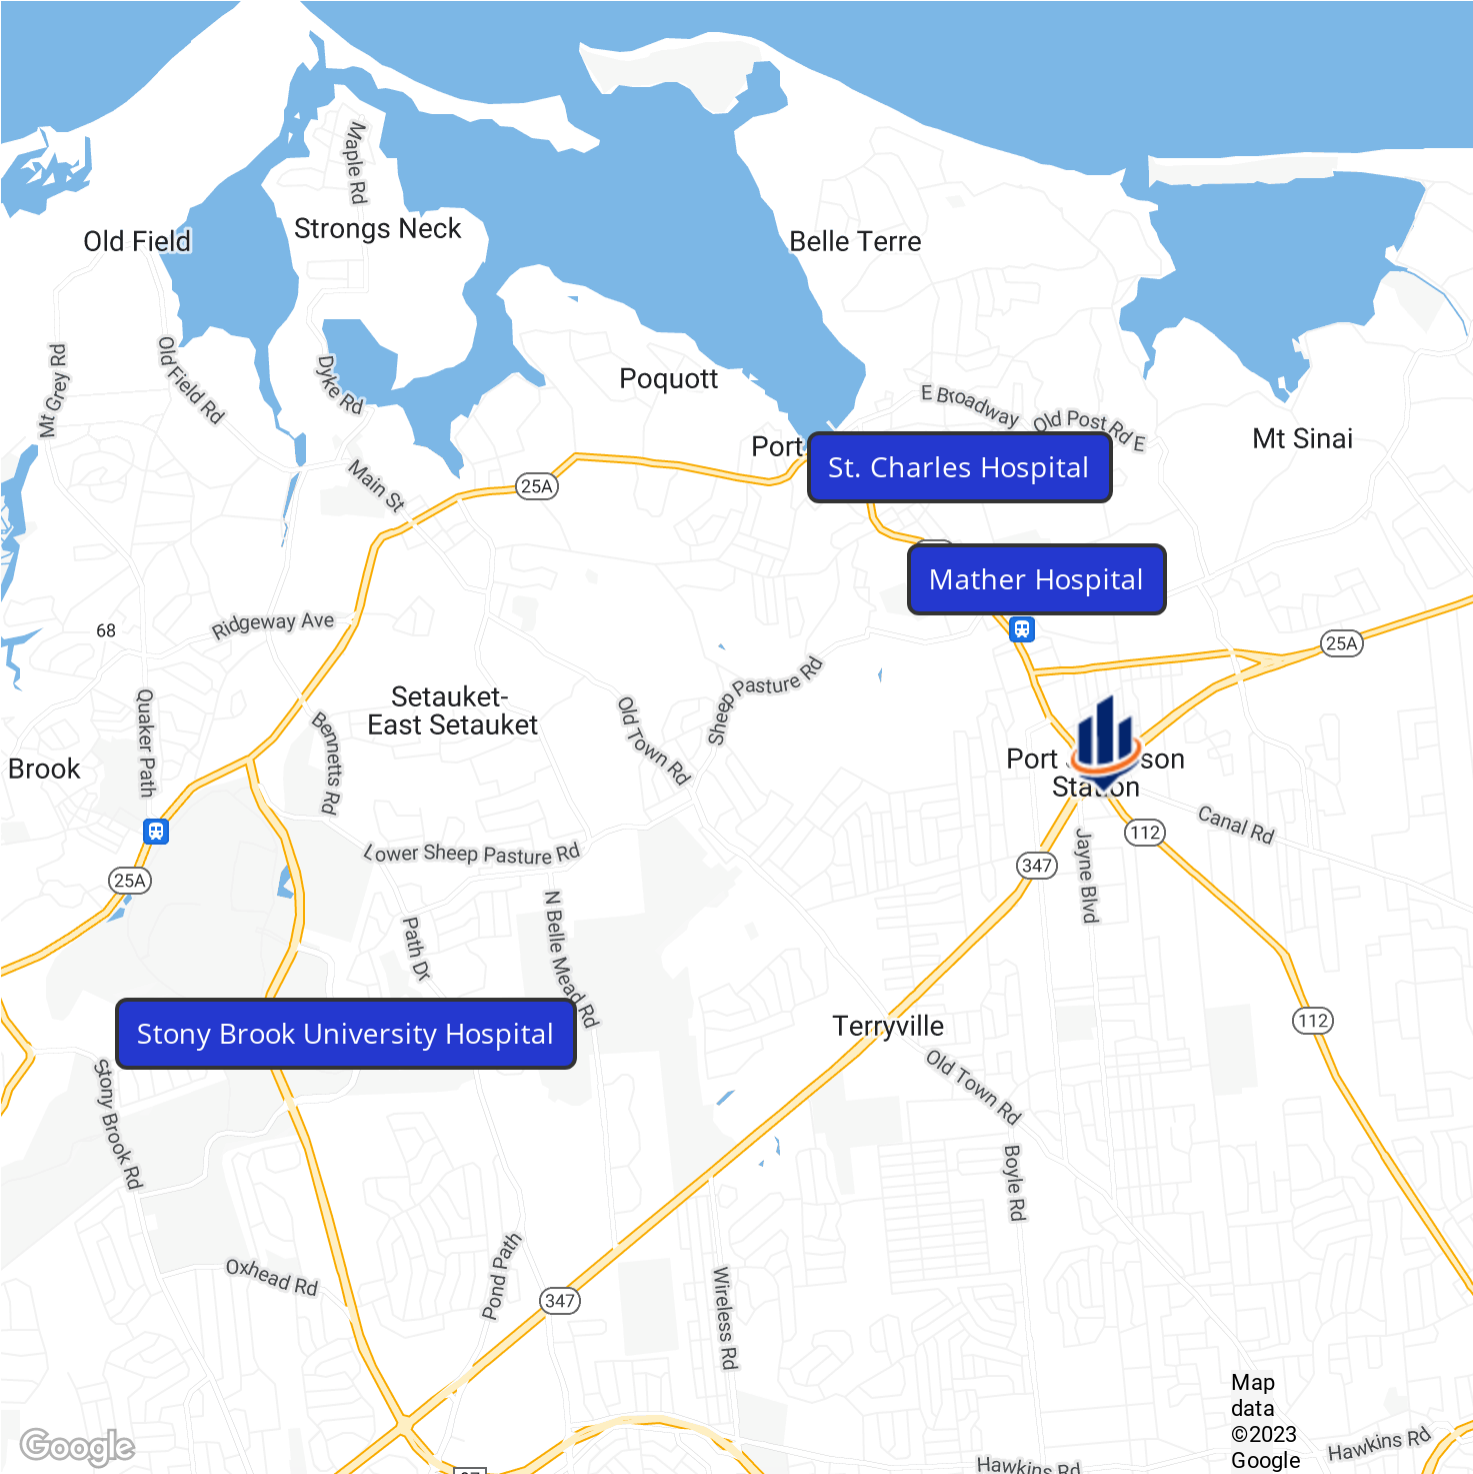 Maple Rd
Old Field
Strongs Neck
Belle Terre
Mt Grey Rd
Old Field Rd
Dyke Rd
Poquott
E Broadway
Old Post Rd E
Mt Sinai
Port
St. Charles Hospital
Main St
25A
Mather Hospital
68
Ridgeway Ave
25A
Sheep Pasture Rd
Setauket-
East Setauket
Quaker Path
Bennetts Rd
Old Town Rd
Brook
Port
son
Station
Canal Rd
112
Jayne Blvd
347
Lower Sheep Pasture Rd
25A
N Belle Mead Rd
Path Dr
Stony Brook University Hospital
Terryville
112
Old Town Rd
Stony Brook Rd
Boyle Rd
Oxhead Rd
Pond Path
347
Wireless Rd
Map
data
©2023
Google
Google
Hawkins Rd
Hawkins Rd